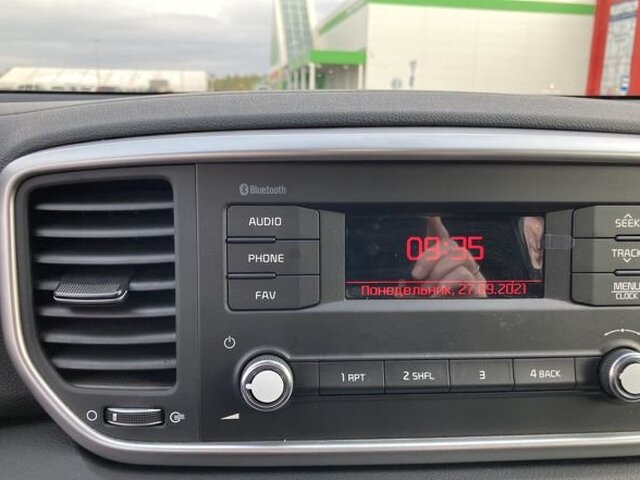 Bluetooth
AUDIO
PHONE
FAV
09:35
Понедельник, 27.09.2021
SEEK
TRACK
MENU
CLOCK
1 RPT
2 SHFL
3
4 BACK